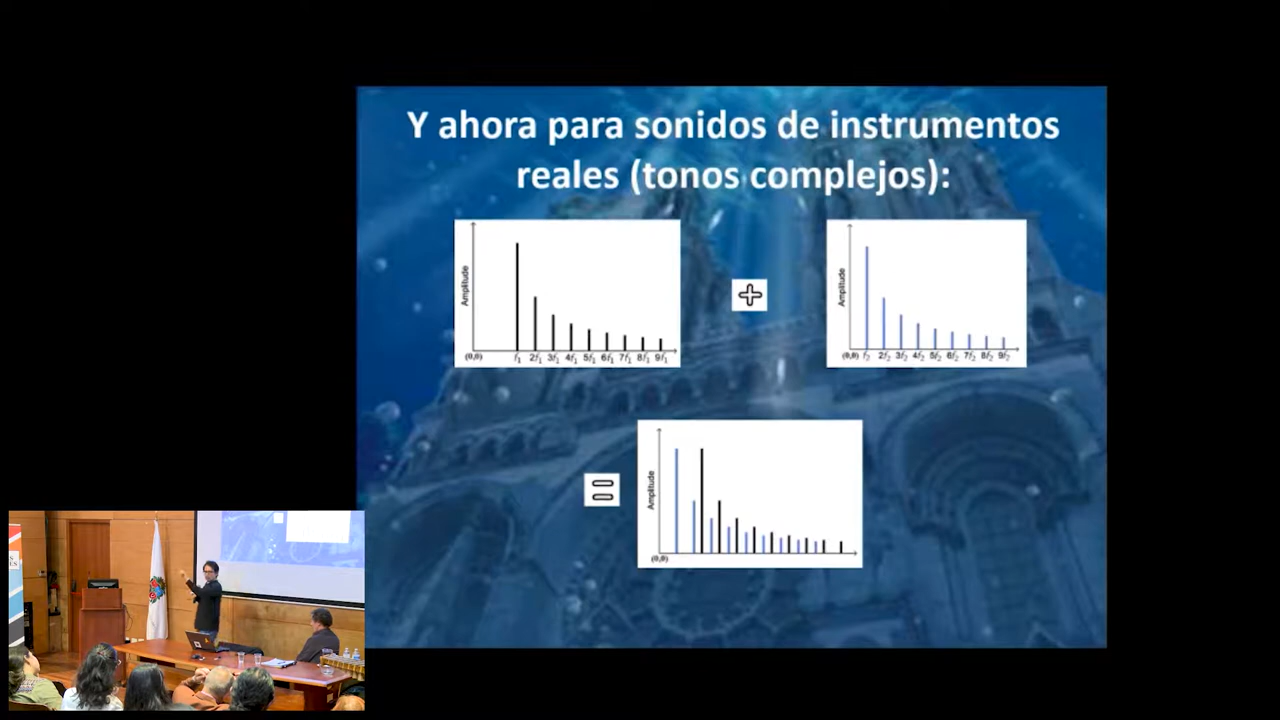 Y ahora para sonidos de instrumentos
reales (tonos complejos):
Amplitude
(0,0) f₁ 2f₁ 3f₁ 4f₁ 5f₁ 6f₁ 7f₁ 8f₁ 9f₁
+
Amplitude
(0,0) f₂ 2f₂ 3f₂ 4f₂ 5f₂ 6f₂ 7f₂ 8f₂ 9f₂
=
Amplitude
(0,0)